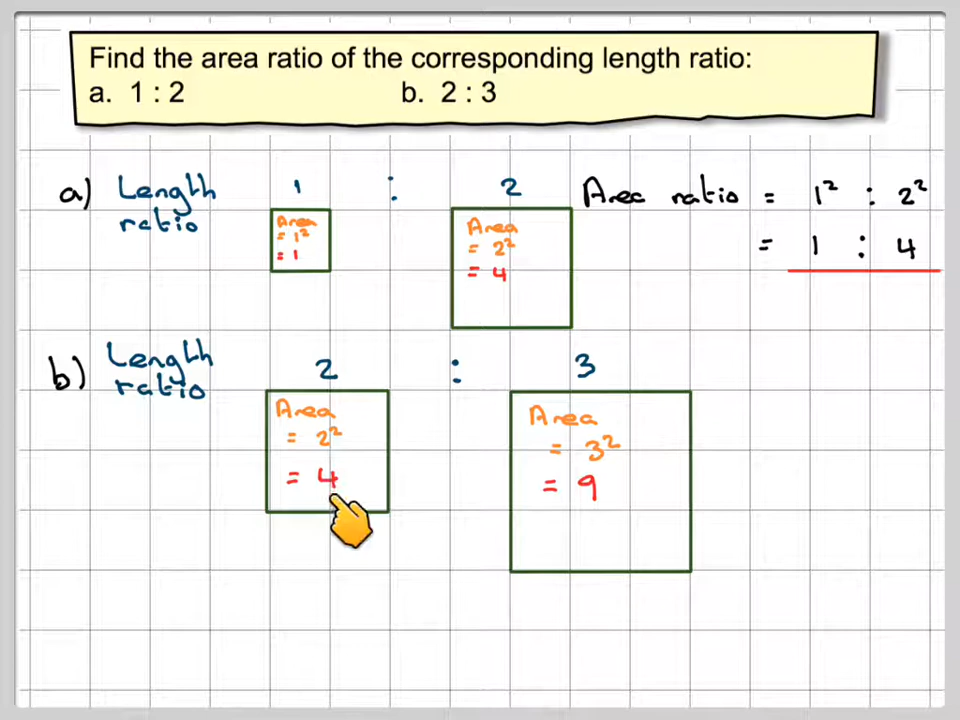 Find the area ratio of the corresponding length ratio:
a. 1 : 2 b. 2 : 3
a) Length ratio 1 : 2
Area
= 1²
= 1
Area
= 2²
= 4
Area ratio = 1² : 2²
= 1 : 4
b) Length ratio 2 : 3
Area
= 2²
= 4
Area
= 3²
= 9